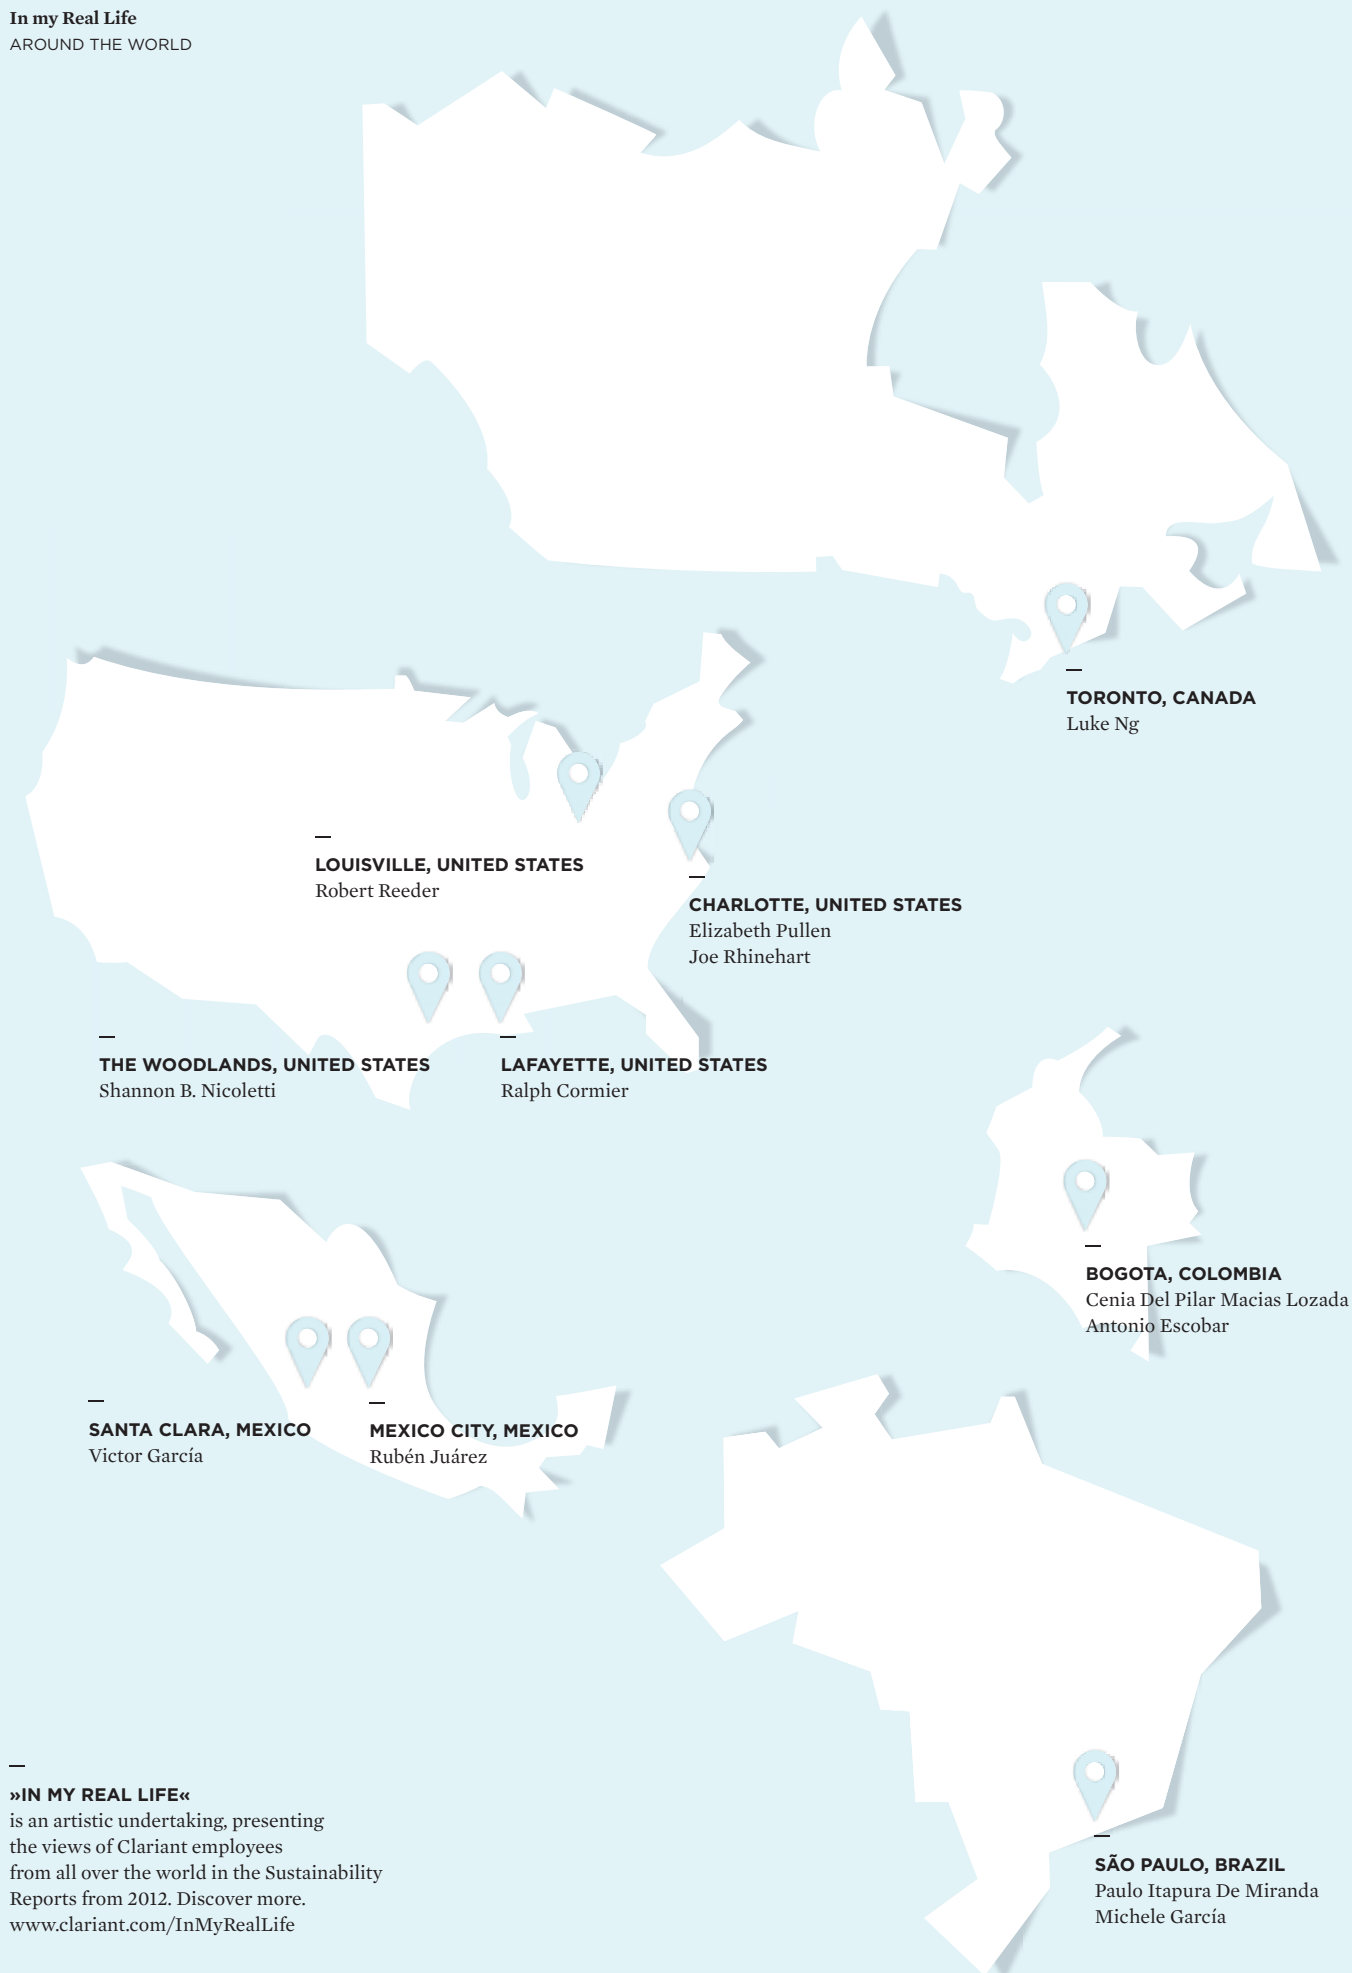 In my Real Life
AROUND THE WORLD
TORONTO, CANADA
Luke Ng
LOUISVILLE, UNITED STATES
Robert Reeder
CHARLOTTE, UNITED STATES
Elizabeth Pullen
Joe Rhinehart
THE WOODLANDS, UNITED STATES
Shannon B. Nicoletti
LAFAYETTE, UNITED STATES
Ralph Cormier
BOGOTA, COLOMBIA
Cenia Del Pilar Macias Lozada
Antonio Escobar
SANTA CLARA, MEXICO
Victor García
MEXICO CITY, MEXICO
Rubén Juárez
SÃO PAULO, BRAZIL
Paulo Itapura De Miranda
Michele García
»IN MY REAL LIFE«
is an artistic undertaking, presenting
the views of Clariant employees
from all over the world in the Sustainability
Reports from 2012. Discover more.
www.clariant.com/InMyRealLife